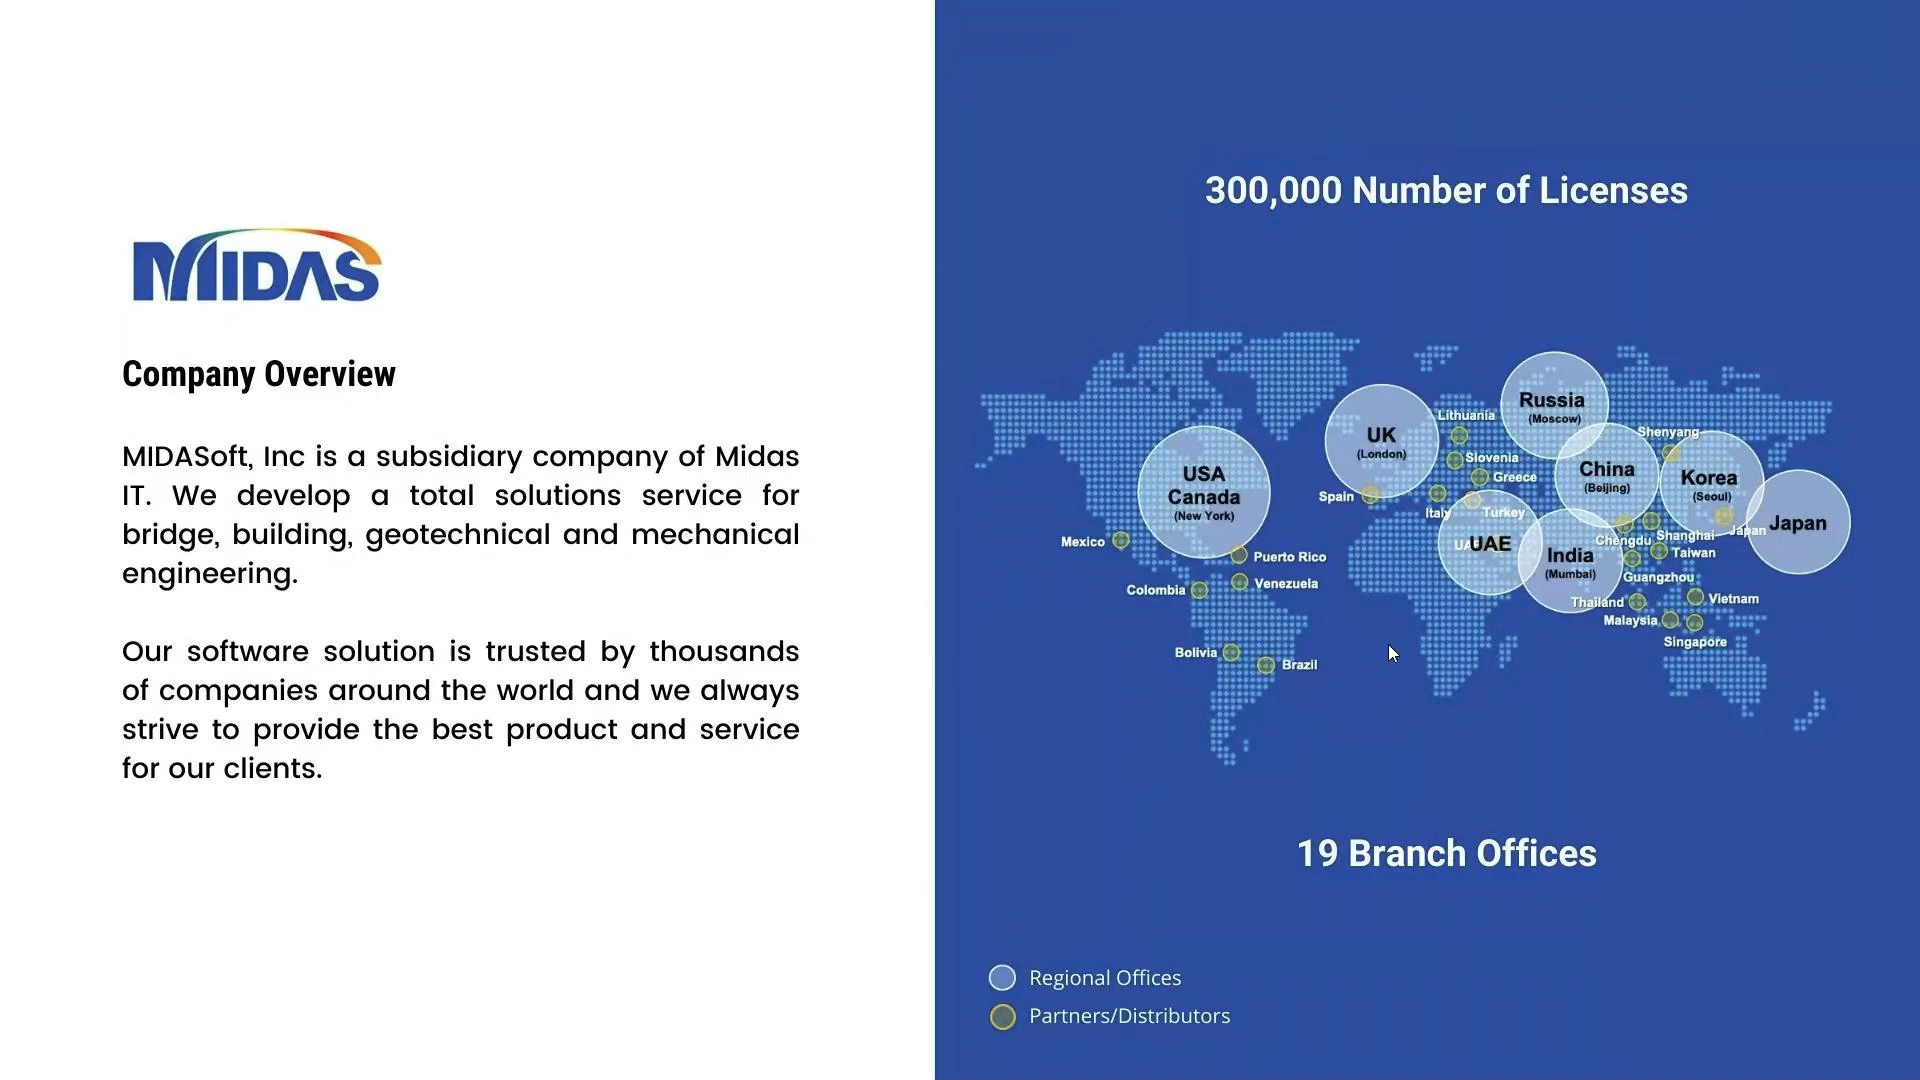 MIDAS
Company Overview
MIDASoft, Inc is a subsidiary company of Midas
IT. We develop a total solutions service for
bridge, building, geotechnical and mechanical
engineering.
Our software solution is trusted by thousands
of companies around the world and we always
strive to provide the best product and service
for our clients.
300,000 Number of Licenses
USA
Canada
(New York)
UK
(London)
Russia
(Moscow)
China
(Beijing)
Korea
(Seoul)
Japan
UAE
India
(Mumbai)
Lithuania
Slovenia
Greece
Spain
Italy
Turkey
Shenyang
Japan
Chengdu
Shanghai
Taiwan
Guangzhou
Thailand
Vietnam
Malaysia
Singapore
Mexico
Puerto Rico
Venezuela
Colombia
Bolivia
Brazil
19 Branch Offices
Regional Offices
Partners/Distributors